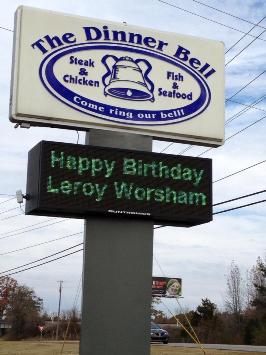 The Dinner Bell
Steak
&
Chicken
Fish
&
Seafood
Come ring our bell!
Happy Birthday
Leroy Worsham